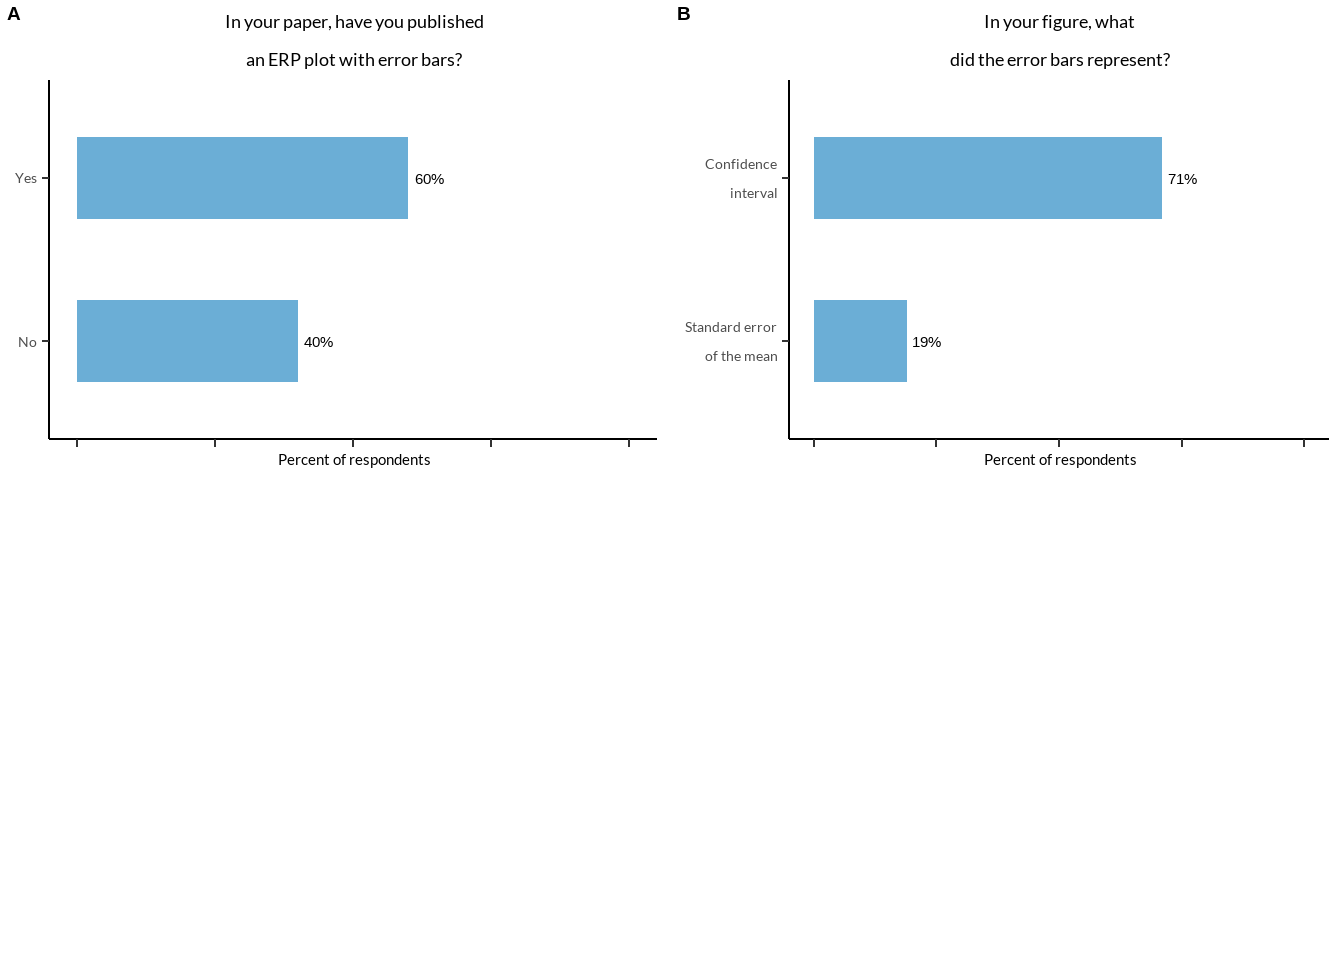 A
In your paper, have you published
an ERP plot with error bars?
Yes
60%
No
40%
Percent of respondents
B
In your figure, what
did the error bars represent?
Confidence
interval
71%
Standard error
of the mean
19%
Percent of respondents